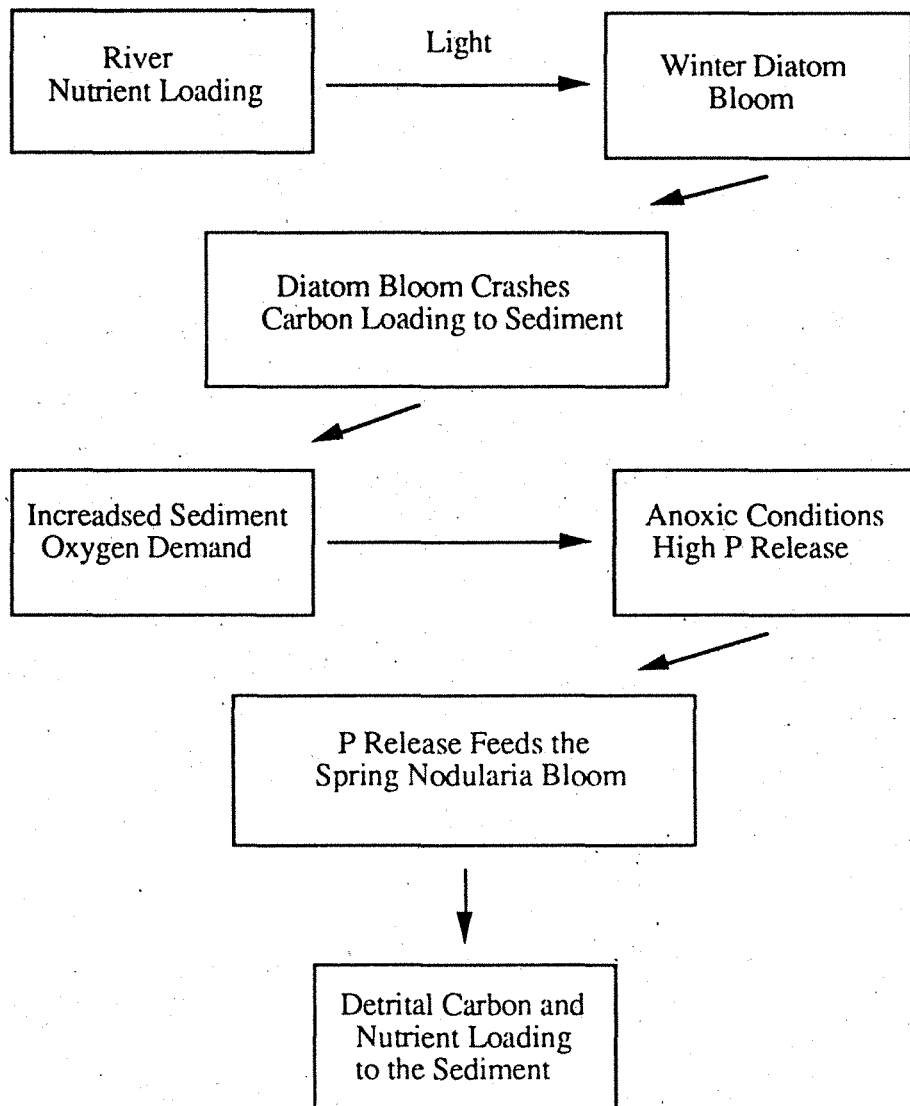 River
Nutrient Loading
Light
Winter Diatom
Bloom
Diatom Bloom Crashes
Carbon Loading to Sediment
Increadsed Sediment
Oxygen Demand
Anoxic Conditions
High P Release
P Release Feeds the
Spring Nodularia Bloom
Detrital Carbon and
Nutrient Loading
to the Sediment